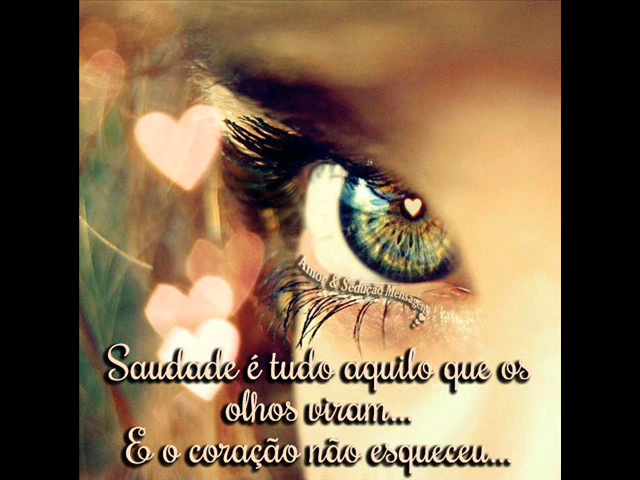 Amor & Sedução Mensagens
Saudade é tudo aquilo que os
olhos viram...
E o coração não esqueceu...